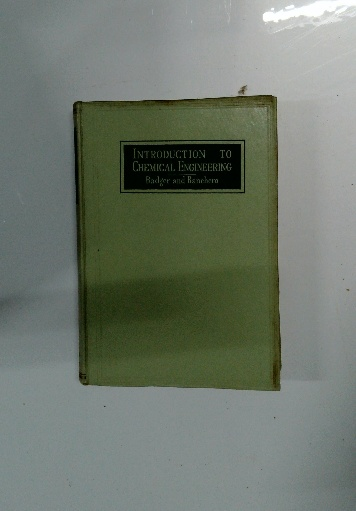 INTRODUCTION TO
CHEMICAL ENGINEERING
Badger and Banchero